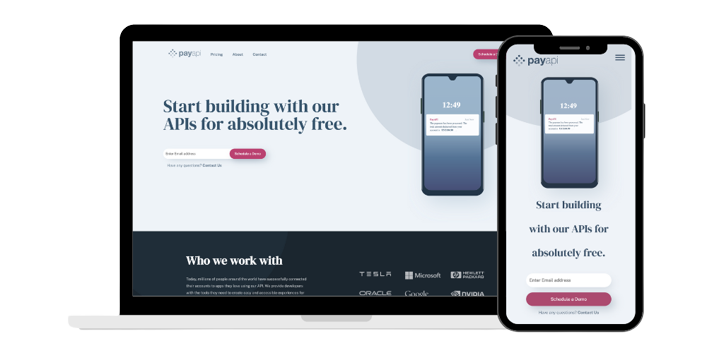 payapi Pricing About Contact
Start building with our
APIs for absolutely free.
Enter Email address Schedule a Demo
Have any questions? Contact Us
12:49
Who we work with
Today, millions of people around the world have successfully connected
their accounts to apps they love using our API. We provide developers
with the tools they need to create easy and accessible experiences for
TESLA Microsoft HEWLETT PACKARD
ORACLE Google NVIDIA
payapi
12:49
Start building
with our APIs for
absolutely free.
Enter Email address
Schedule a Demo
Have any questions? Contact Us